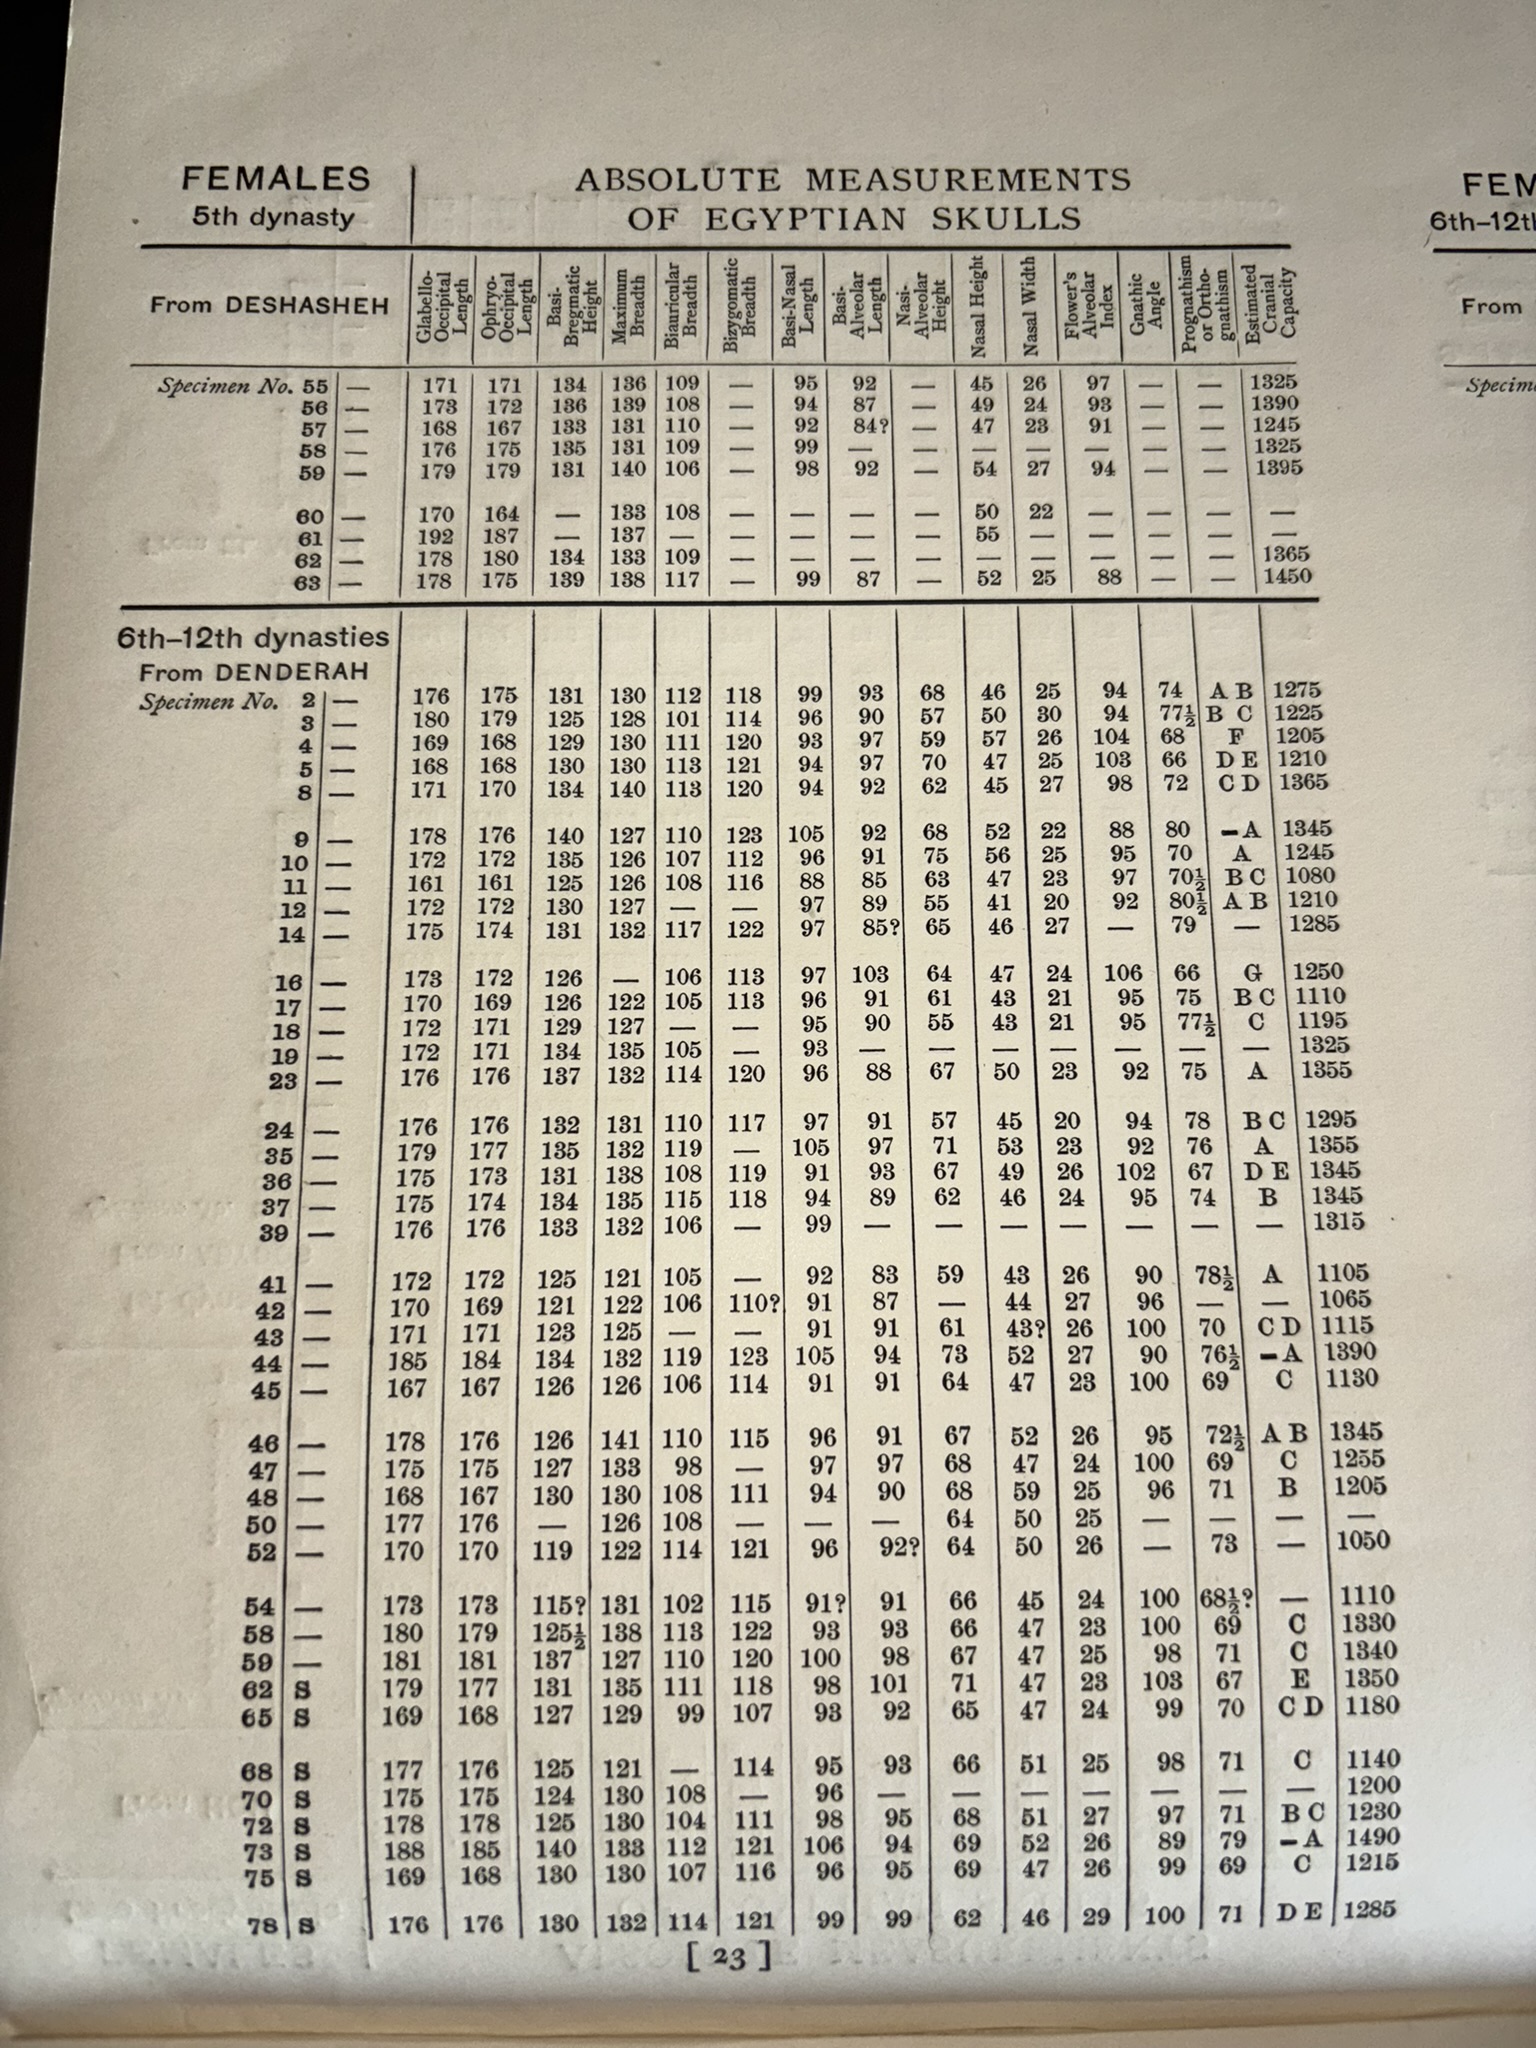 FEMALES
5th dynasty
ABSOLUTE MEASUREMENTS
OF EGYPTIAN SKULLS
From DESHASHEH
Glabello-Occipital Length
Ophryo-Occipital Length
Basi-Bregmatic Height
Maximum Breadth
Biauricular Breadth
Bizygomatic Breadth
Basi-Nasal Length
Basi-Alveolar Length
Nasi-Alveolar Height
Nasal Height
Nasal Width
Flower's Alveolar Index
Gnathic Angle
Prognathism or Ortho-gnathism
Estimated Cranial Capacity
Specimen No. 55 — 171 171 134 136 109 — 95 92 — 45 26 97 — — 1325
56 — 173 172 136 139 108 — 94 87 — 49 24 93 — — 1390
57 — 168 167 133 131 110 — 92 84? — 47 23 91 — — 1245
58 — 176 175 135 131 109 — 99 — — — — — — — 1325
59 — 179 179 131 140 106 — 98 92 — 54 27 94 — — 1395
60 — 170 164 — 133 108 — — — — 50 22 — — — —
61 — 192 187 — 137 — — — — — 55 — — — — —
62 — 178 180 134 133 109 — — — — — — — — — 1365
63 — 178 175 139 138 117 — 99 87 — 52 25 88 — — 1450
6th–12th dynasties
From DENDERAH
Specimen No. 2 — 176 175 131 130 112 118 99 93 68 46 25 94 74 A B 1275
3 — 180 179 125 128 101 114 96 90 57 50 30 94 77½ B C 1225
4 — 169 168 129 130 111 120 93 97 59 57 26 104 68 F 1205
5 — 168 168 130 130 113 121 94 97 70 47 25 103 66 D E 1210
8 — 171 170 134 140 113 120 94 92 62 45 27 98 72 C D 1365
9 — 178 176 140 127 110 123 105 92 68 52 22 88 80 –A 1345
10 — 172 172 135 126 107 112 96 91 75 56 25 95 70 A 1245
11 — 161 161 125 126 108 116 88 85 63 47 23 97 70½ B C 1080
12 — 172 172 130 127 — — 97 89 55 41 20 92 80½ A B 1210
14 — 175 174 131 132 117 122 97 85? 65 46 27 — 79 — 1285
16 — 173 172 126 — 106 113 97 103 64 47 24 106 66 G 1250
17 — 170 169 126 122 105 113 96 91 61 43 21 95 75 B C 1110
18 — 172 171 129 127 — — 95 90 55 43 21 95 77½ C 1195
19 — 172 171 134 135 105 — 93 — — — — — — — 1325
23 — 176 176 137 132 114 120 96 88 67 50 23 92 75 A 1355
24 — 176 176 132 131 110 117 97 91 57 45 20 94 78 B C 1295
35 — 179 177 135 132 119 — 105 97 71 53 23 92 76 A 1355
36 — 175 173 131 138 108 119 91 93 67 49 26 102 67 D E 1345
37 — 175 174 134 135 115 118 94 89 62 46 24 95 74 B 1345
39 — 176 176 133 132 106 — 99 — — — — — — — 1315
41 — 172 172 125 121 105 — 92 83 59 43 26 90 78½ A 1105
42 — 170 169 121 122 106 110? 91 87 — 44 27 96 — — 1065
43 — 171 171 123 125 — — 91 91 61 43? 26 100 70 C D 1115
44 — 185 184 134 132 119 123 105 94 73 52 27 90 76½ –A 1390
45 — 167 167 126 126 106 114 91 91 64 47 23 100 69 C 1130
46 — 178 176 126 141 110 115 96 91 67 52 26 95 72½ A B 1345
47 — 175 175 127 133 98 — 97 97 68 47 24 100 69 C 1255
48 — 168 167 130 130 108 111 94 90 68 59 25 96 71 B 1205
50 — 177 176 — 126 108 — — — 64 50 25 — — — —
52 — 170 170 119 122 114 121 96 92? 64 50 26 — 73 — 1050
54 — 173 173 115? 131 102 115 91? 91 66 45 24 100 68½? — 1110
58 — 180 179 125½ 138 113 122 93 93 66 47 23 100 69 C 1330
59 — 181 181 137 127 110 120 100 98 67 47 25 98 71 C 1340
62 S 179 177 131 135 111 118 98 101 71 47 23 103 67 E 1350
65 S 169 168 127 129 99 107 93 92 65 47 24 99 70 C D 1180
68 S 177 176 125 121 — 114 95 93 66 51 25 98 71 C 1140
70 S 175 175 124 130 108 — 96 — — — — — — — 1200
72 S 178 178 125 130 104 111 98 95 68 51 27 97 71 B C 1230
73 S 188 185 140 133 112 121 106 94 69 52 26 89 79 –A 1490
75 S 169 168 130 130 107 116 96 95 69 47 26 99 69 C 1215
78 S 176 176 130 132 114 121 99 99 62 46 29 100 71 D E 1285
[ 23 ]
FEM
6th–12th
From
Specim